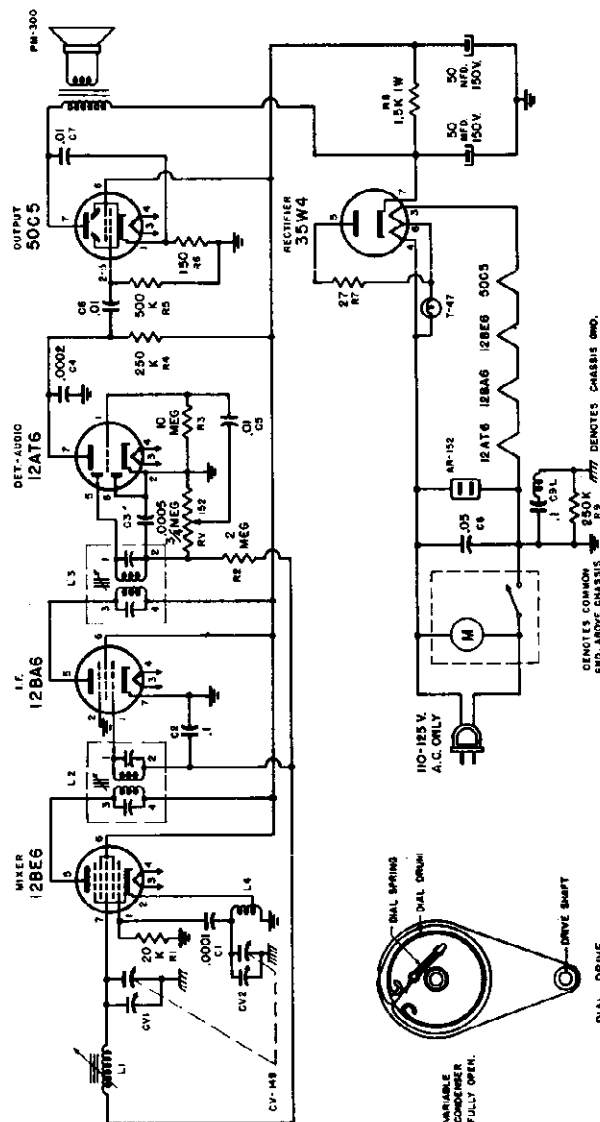 MIXER
12BE6
I.F.
12BA6
DET-AUDIO
12AT6
OUTPUT
50C5
PM-300
L1
CV1
CV-149
20
K
R1
.0001
C1
CV2
L4
L2
C2
.1
L3
C3
.0005
3/4
MEG
RV
152
2
MEG
R2
10
MEG
R3
.01
C5
.0002
C4
250
K
R4
C6
.01
500
K
R5
150
R6
.01
C7
RECTIFIER
35W4
27
R7
T-47
R8
1.5K 1W
50
MFD.
150V.
50
MFD.
150V.
110-125 V.
A.C. ONLY
M
.05
C8
AR-152
12AT6
12BA6
12BE6
50C5
.1
C9L
250K
R9
DENOTES COMMON
GND. ABOVE CHASSIS
DENOTES CHASSIS GND.
VARIABLE
CONDENSER
FULLY OPEN.
DIAL SPRING
DIAL DRUM
DRIVE SHAFT
DIAL DRIVE